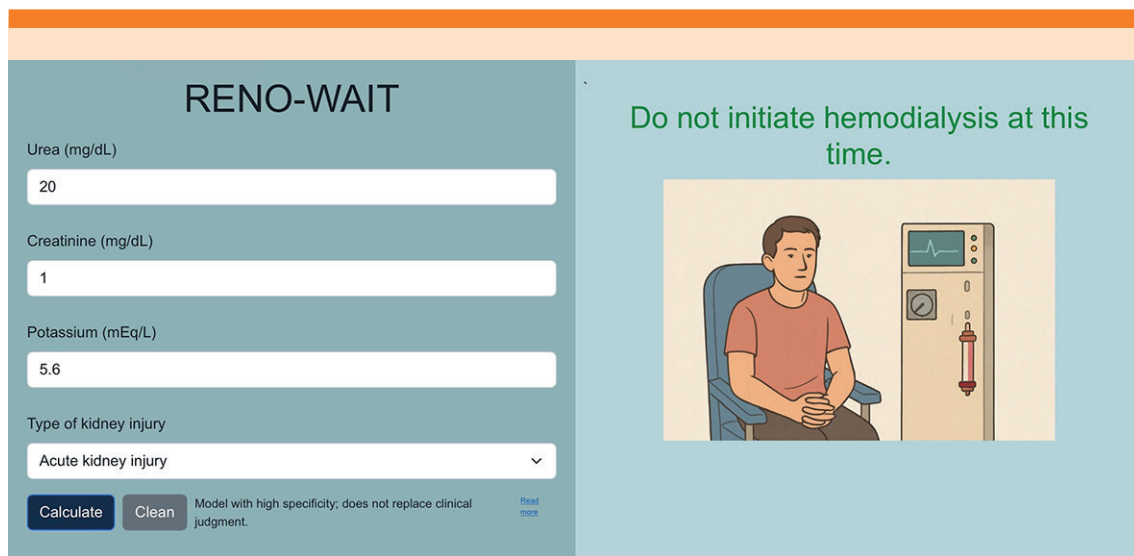 RENO-WAIT
Urea (mg/dL)
20
Creatinine (mg/dL)
1
Potassium (mEq/L)
5.6
Type of kidney injury
Acute kidney injury
Calculate
Clean
Model with high specificity; does not replace clinical
judgment.
Read
more
Do not initiate hemodialysis at this
time.